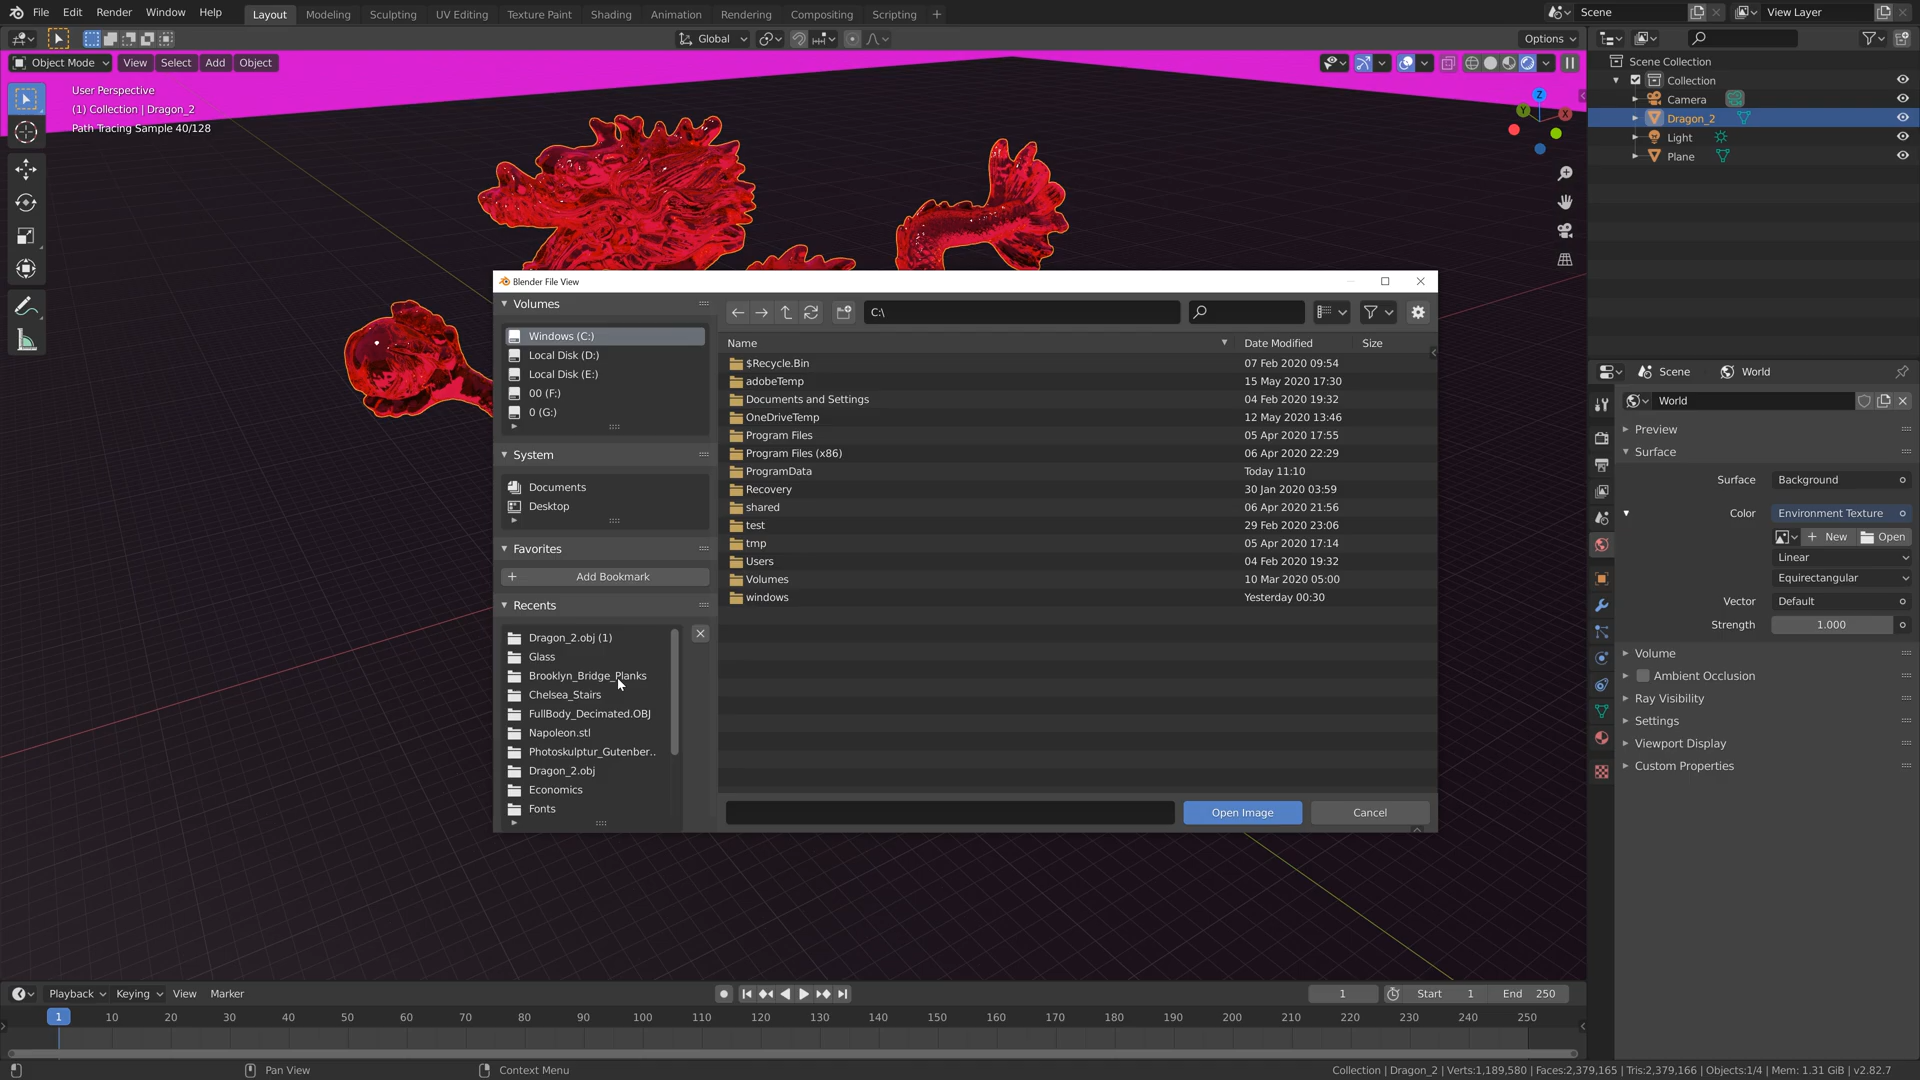 File Edit Render Window Help Layout Modeling Sculpting UV Editing Texture Paint Shading Animation Rendering Compositing Scripting + Scene View Layer
Global Options
Object Mode View Select Add Object
User Perspective
(1) Collection | Dragon_2
Path Tracing Sample 40/128
Z
Y
X
Scene Collection
Collection
Camera
Dragon_2
Light
Plane
Blender File View
Volumes
Windows (C:)
Local Disk (D:)
Local Disk (E:)
00 (F:)
0 (G:)
System
Documents
Desktop
Favorites
+ Add Bookmark
Recents
Dragon_2.obj (1)
Glass
Brooklyn_Bridge_Planks
Chelsea_Stairs
FullBody_Decimated.OBJ
Napoleon.stl
Photoskulptur_Gutenber..
Dragon_2.obj
Economics
Fonts
C:\
Name Date Modified Size
$Recycle.Bin 07 Feb 2020 09:54
adobeTemp 15 May 2020 17:30
Documents and Settings 04 Feb 2020 19:32
OneDriveTemp 12 May 2020 13:46
Program Files 05 Apr 2020 17:55
Program Files (x86) 06 Apr 2020 22:29
ProgramData Today 11:10
Recovery 30 Jan 2020 03:59
shared 06 Apr 2020 21:56
test 29 Feb 2020 23:06
tmp 05 Apr 2020 17:14
Users 04 Feb 2020 19:32
Volumes 10 Mar 2020 05:00
windows Yesterday 00:30
Open Image Cancel
Scene World
World
Preview
Surface
Surface Background
Color Environment Texture
+ New Open
Linear
Equirectangular
Vector Default
Strength 1.000
Volume
Ambient Occlusion
Ray Visibility
Settings
Viewport Display
Custom Properties
Playback Keying View Marker 1 Start 1 End 250
1 10 20 30 40 50 60 70 80 90 100 110 120 130 140 150 160 170 180 190 200 210 220 230 240 250
Pan View Context Menu Collection | Dragon_2 | Verts:1,189,580 | Faces:2,379,165 | Tris:2,379,166 | Objects:1/4 | Mem: 1.31 GiB | v2.82.7